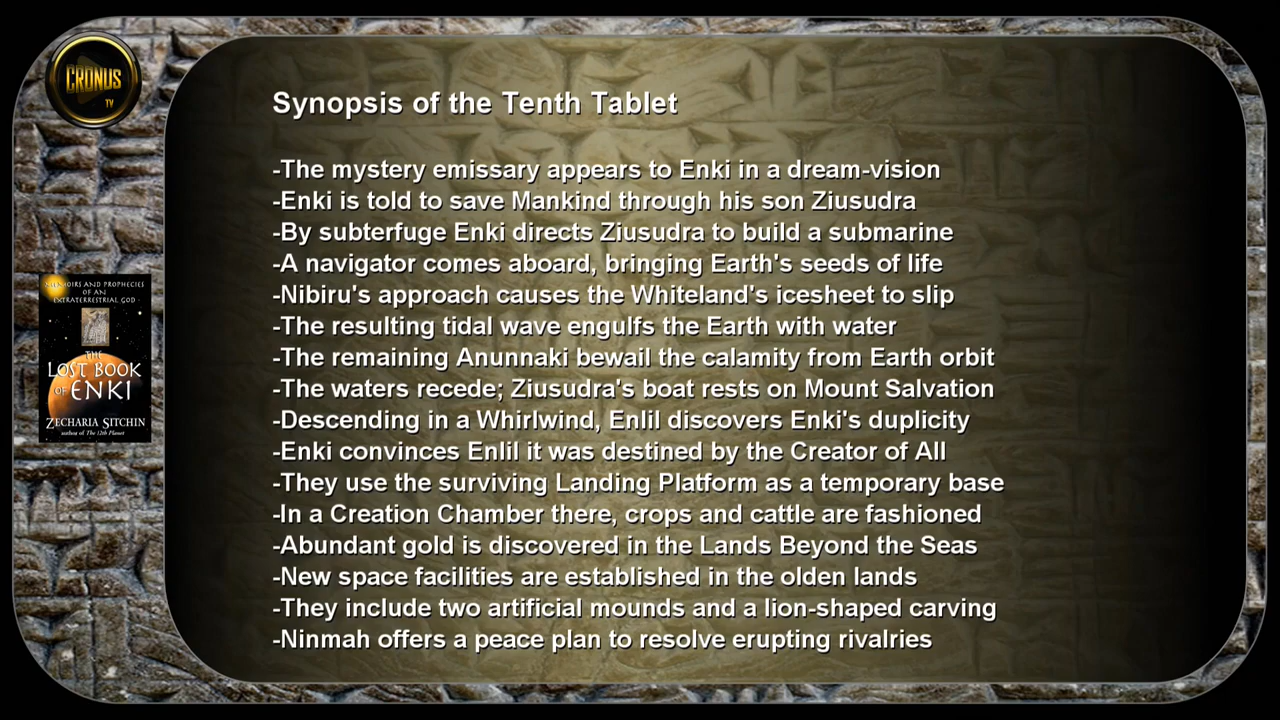 CRONUS
TV
Synopsis of the Tenth Tablet
-The mystery emissary appears to Enki in a dream-vision
-Enki is told to save Mankind through his son Ziusudra
-By subterfuge Enki directs Ziusudra to build a submarine
-A navigator comes aboard, bringing Earth's seeds of life
-Nibiru's approach causes the Whiteland's icesheet to slip
-The resulting tidal wave engulfs the Earth with water
-The remaining Anunnaki bewail the calamity from Earth orbit
-The waters recede; Ziusudra's boat rests on Mount Salvation
-Descending in a Whirlwind, Enlil discovers Enki's duplicity
-Enki convinces Enlil it was destined by the Creator of All
-They use the surviving Landing Platform as a temporary base
-In a Creation Chamber there, crops and cattle are fashioned
-Abundant gold is discovered in the Lands Beyond the Seas
-New space facilities are established in the olden lands
-They include two artificial mounds and a lion-shaped carving
-Ninmah offers a peace plan to resolve erupting rivalries
MEMOIRS AND PROPHECIES
OF AN
EXTRATERRESTRIAL GOD
THE
LOST BOOK
OF ENKI
ZECHARIA SITCHIN
author of The 12th Planet